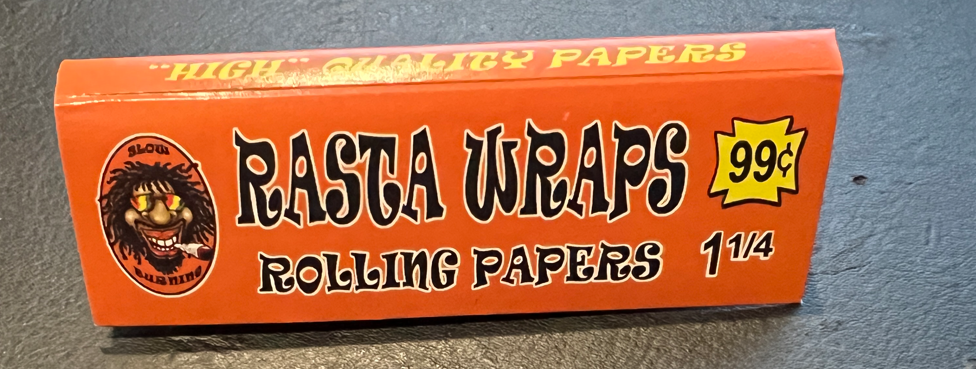 "HIGH" QUALITY PAPERS
SLOW
BURNING
RASTA WRAPS
99¢
ROLLING PAPERS
1 1/4